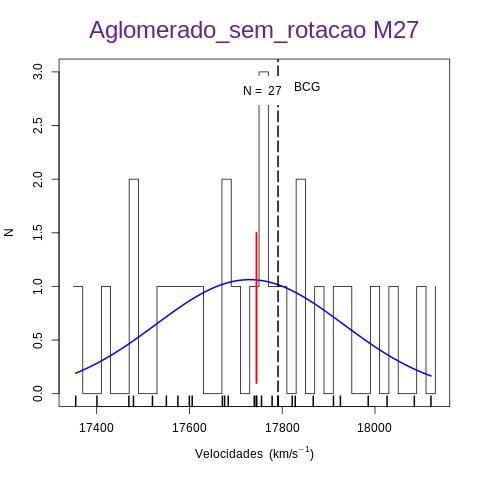 Aglomerado_sem_rotacao M27
N = 27
BCG
3.0
2.5
2.0
1.5
1.0
0.5
0.0
N
17400 17600 17800 18000
Velocidades (km/s⁻¹)